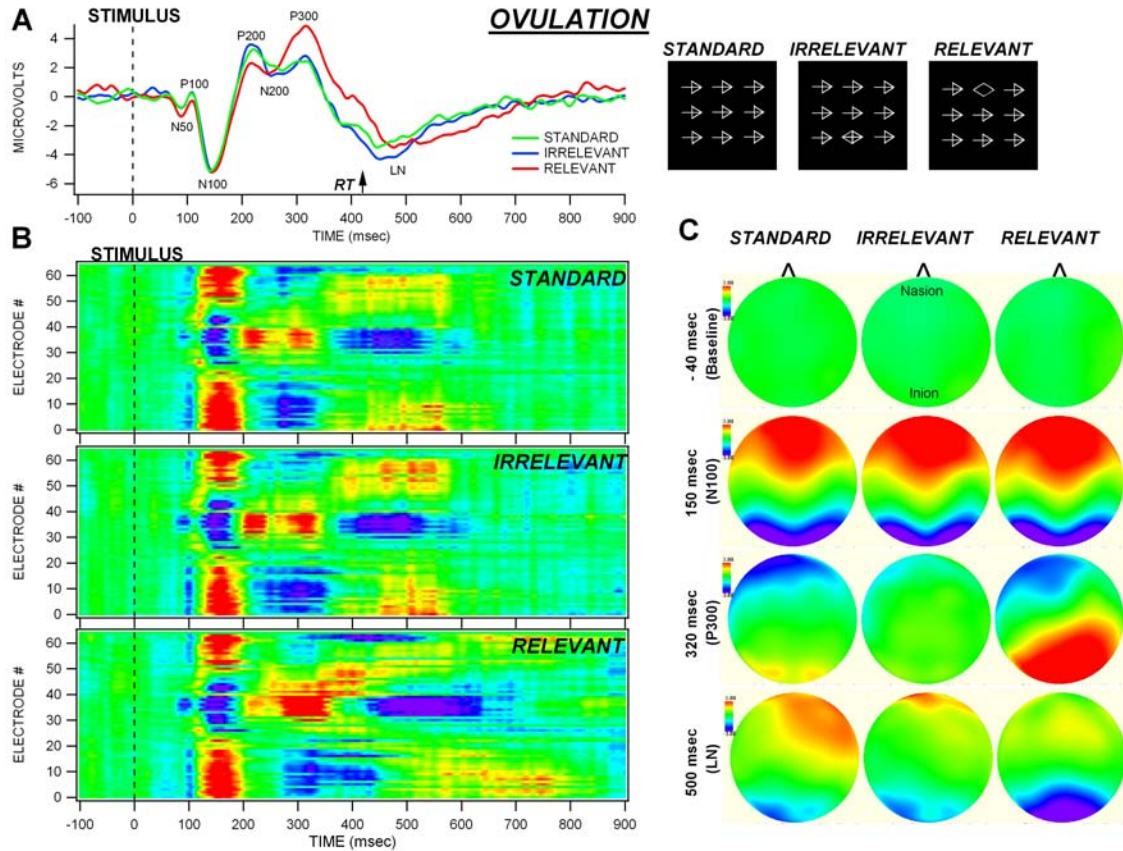 A
STIMULUS
OVULATION
P300
P200
P100
N200
N50
N100
LN
RT
STANDARD
IRRELEVANT
RELEVANT
MICROVOLTS
4
2
0
-2
-4
-6
-100 0 100 200 300 400 500 600 700 800 900
TIME (msec)
STANDARD IRRELEVANT RELEVANT
B
STIMULUS
STANDARD
ELECTRODE #
60
50
40
30
20
10
0
IRRELEVANT
ELECTRODE #
60
50
40
30
20
10
0
RELEVANT
ELECTRODE #
60
50
40
30
20
10
0
-100 0 100 200 300 400 500 600 700 800 900
TIME (msec)
C
STANDARD IRRELEVANT RELEVANT
- 40 msec
(Baseline)
Nasion
Inion
150 msec
(N100)
320 msec
(P300)
500 msec
(LN)